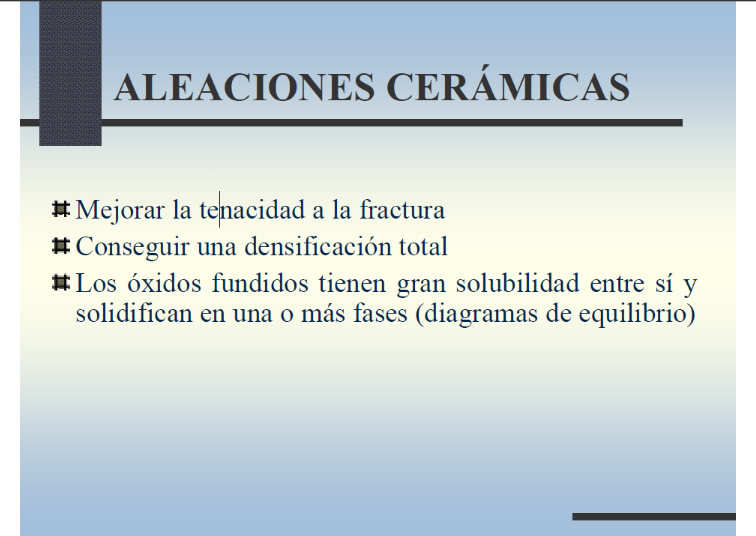 ALEACIONES CERÁMICAS
Mejorar la tenacidad a la fractura
Conseguir una densificación total
Los óxidos fundidos tienen gran solubilidad entre sí y
solidifican en una o más fases (diagramas de equilibrio)